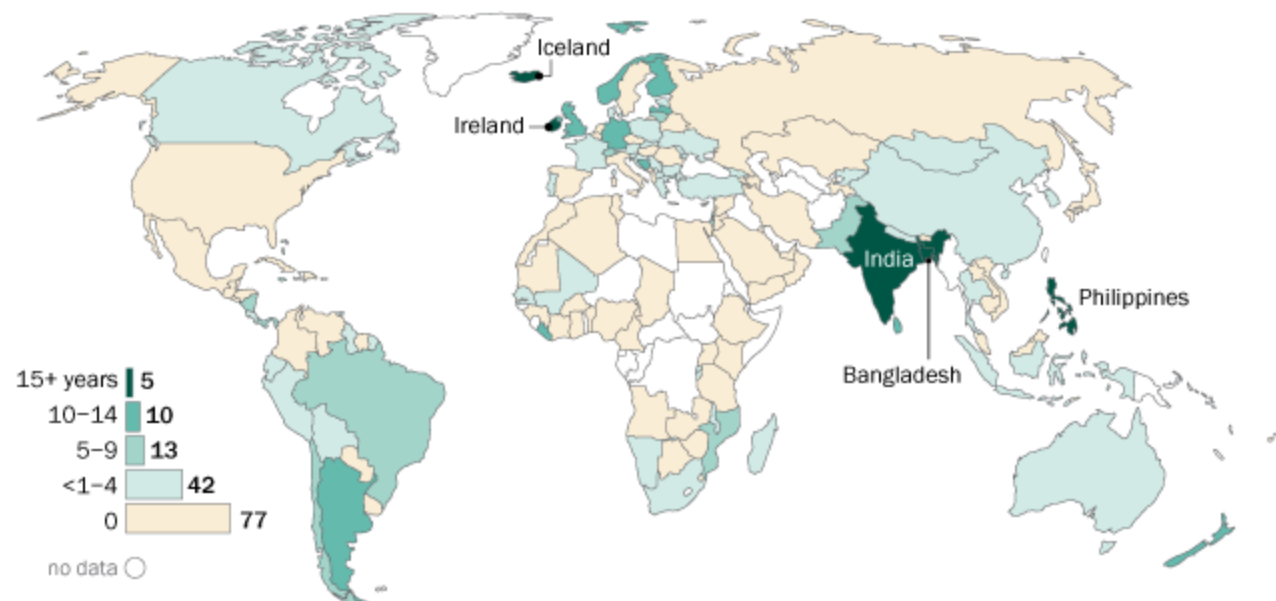 Iceland
Ireland
India
Philippines
Bangladesh
15+ years 5
10–14 10
5–9 13
<1–4 42
0 77
no data